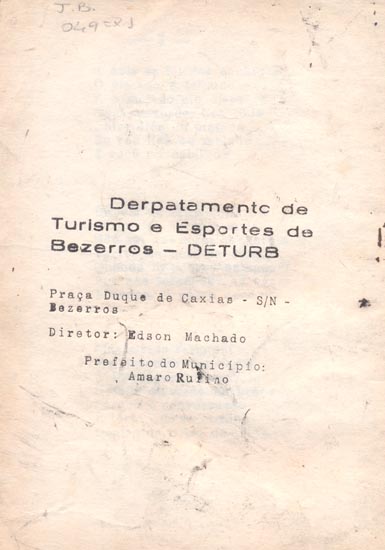 J.B.
Derpatamento de
Turismo e Esportes de
Bezerros — DETURB
Praça Duque de Caxias - S/N -
Bezerros
Diretor: Edson Machado
Prefeito do Município:
Amaro Rufino